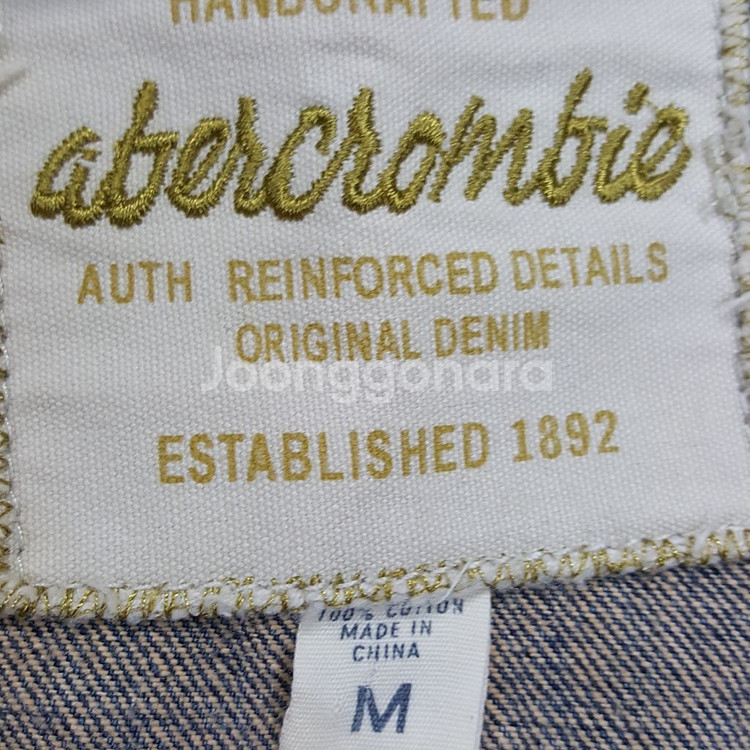 HANDCRAFTED
abercrombie
AUTH REINFORCED DETAILS
ORIGINAL DENIM
Joonggonara
ESTABLISHED 1892
100% COTTON
MADE IN
CHINA
M